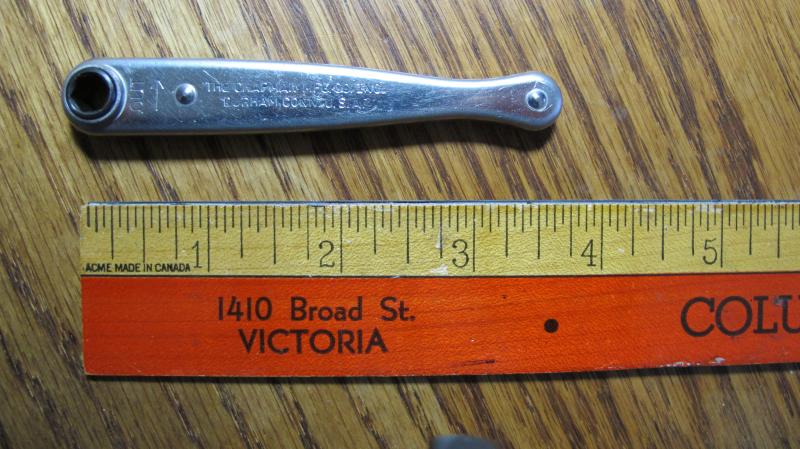 THE CHAPMAN MFG. CO. INC.
DURHAM, CONN. U.S.A.
1 2 3 4 5
ACME MADE IN CANADA
1410 Broad St.
VICTORIA
COLU